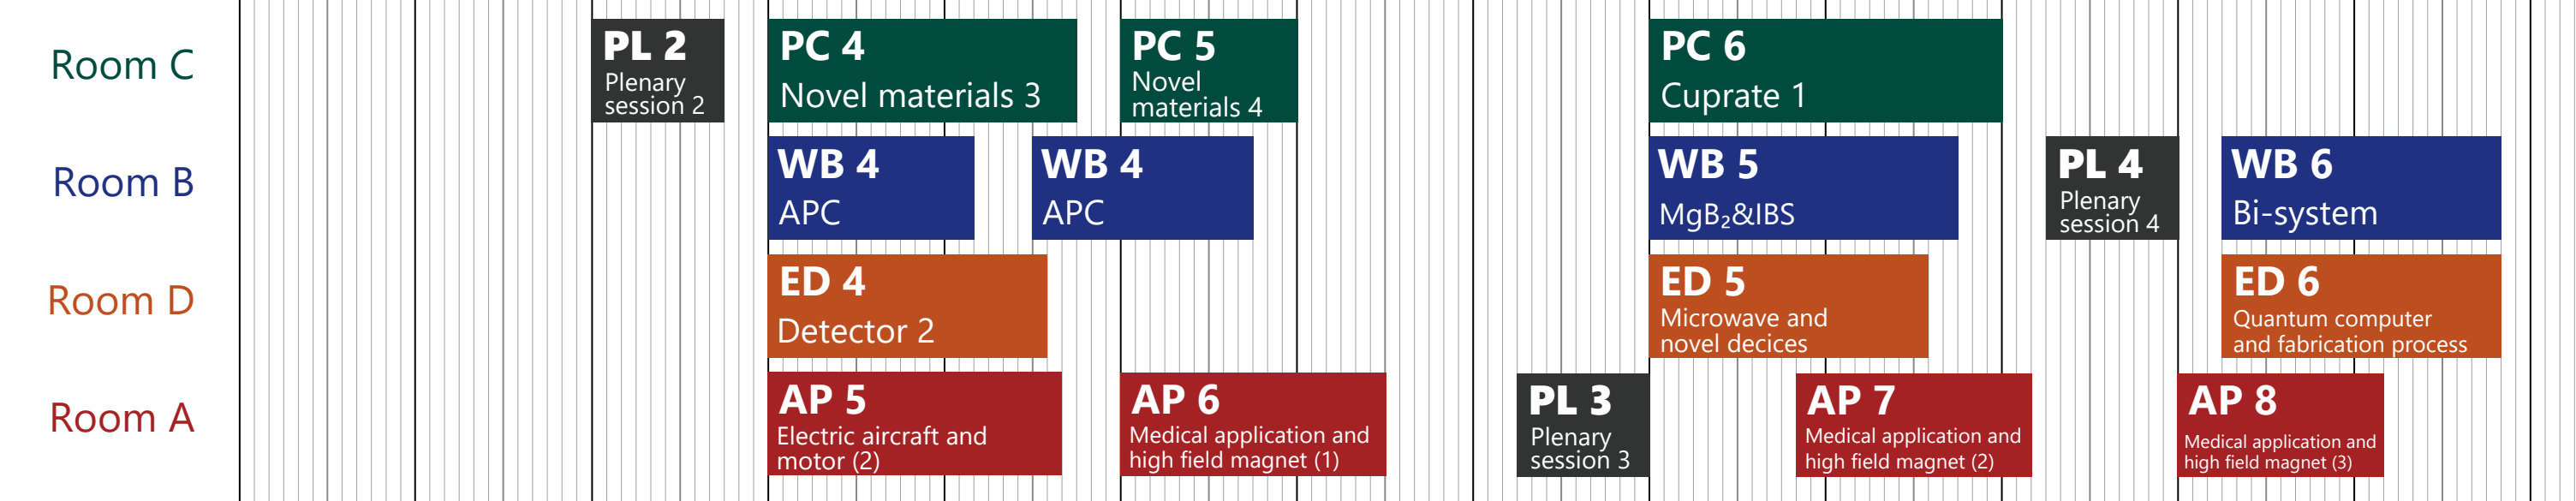 Room C
PL 2
Plenary
session 2
PC 4
Novel materials 3
PC 5
Novel
materials 4
PC 6
Cuprate 1
Room B
WB 4
APC
WB 4
APC
WB 5
MgB₂&IBS
PL 4
Plenary
session 4
WB 6
Bi-system
Room D
ED 4
Detector 2
ED 5
Microwave and
novel decices
ED 6
Quantum computer
and fabrication process
Room A
AP 5
Electric aircraft and
motor (2)
AP 6
Medical application and
high field magnet (1)
PL 3
Plenary
session 3
AP 7
Medical application and
high field magnet (2)
AP 8
Medical application and
high field magnet (3)